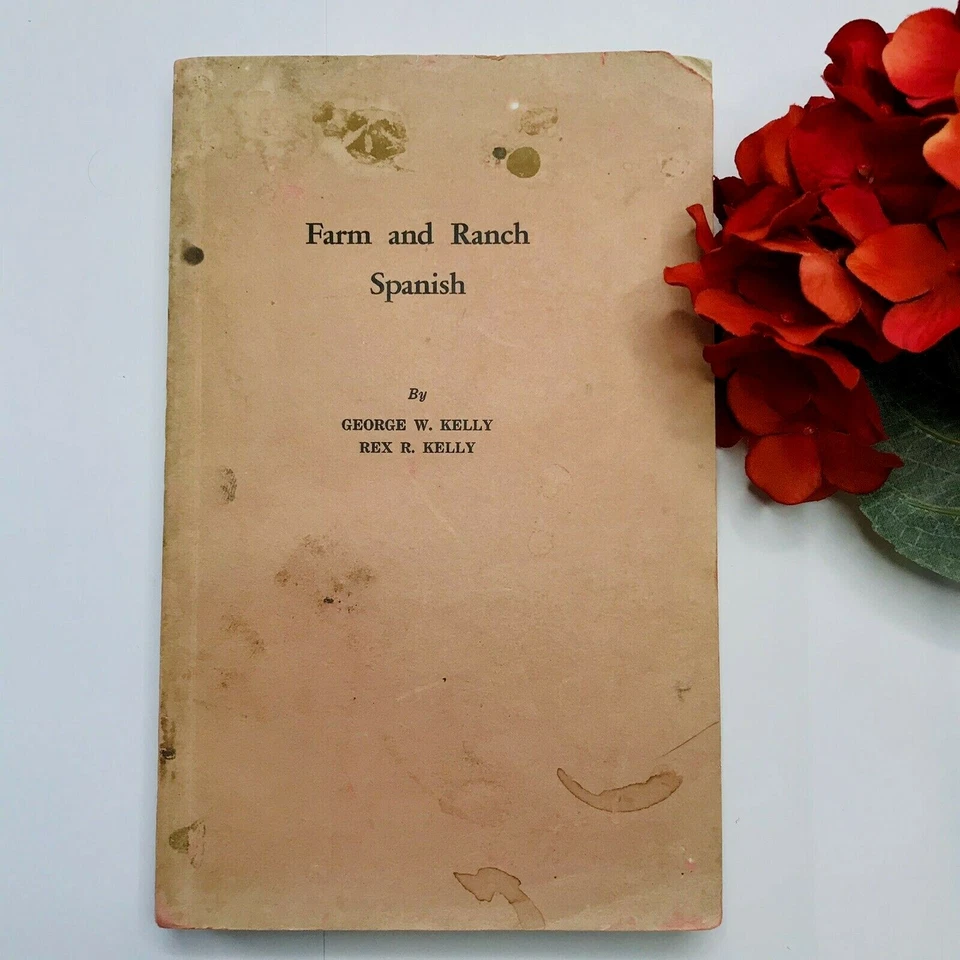 Farm and Ranch
Spanish
By
GEORGE W. KELLY
REX R. KELLY